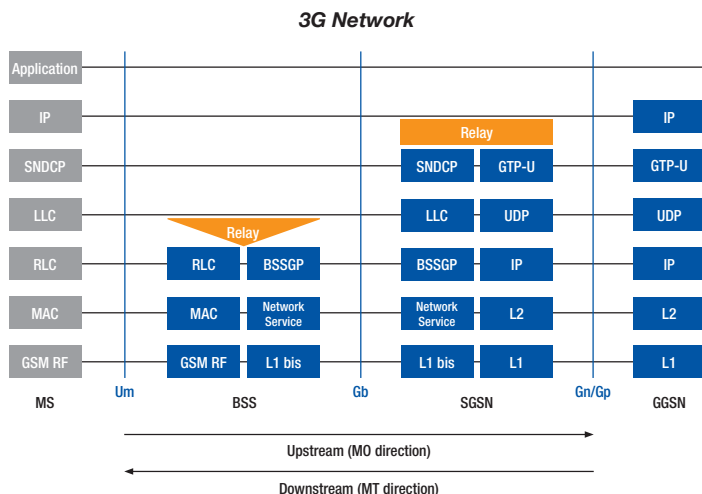 3G Network
Application
IP
IP
Relay
SNDCP
SNDCP
GTP-U
GTP-U
LLC
LLC
UDP
UDP
Relay
RLC
RLC
BSSGP
BSSGP
IP
IP
MAC
MAC
Network
Service
Network
Service
L2
L2
GSM RF
GSM RF
L1 bis
L1 bis
L1
L1
MS
Um
BSS
Gb
SGSN
Gn/Gp
GGSN
Upstream (MO direction)
Downstream (MT direction)